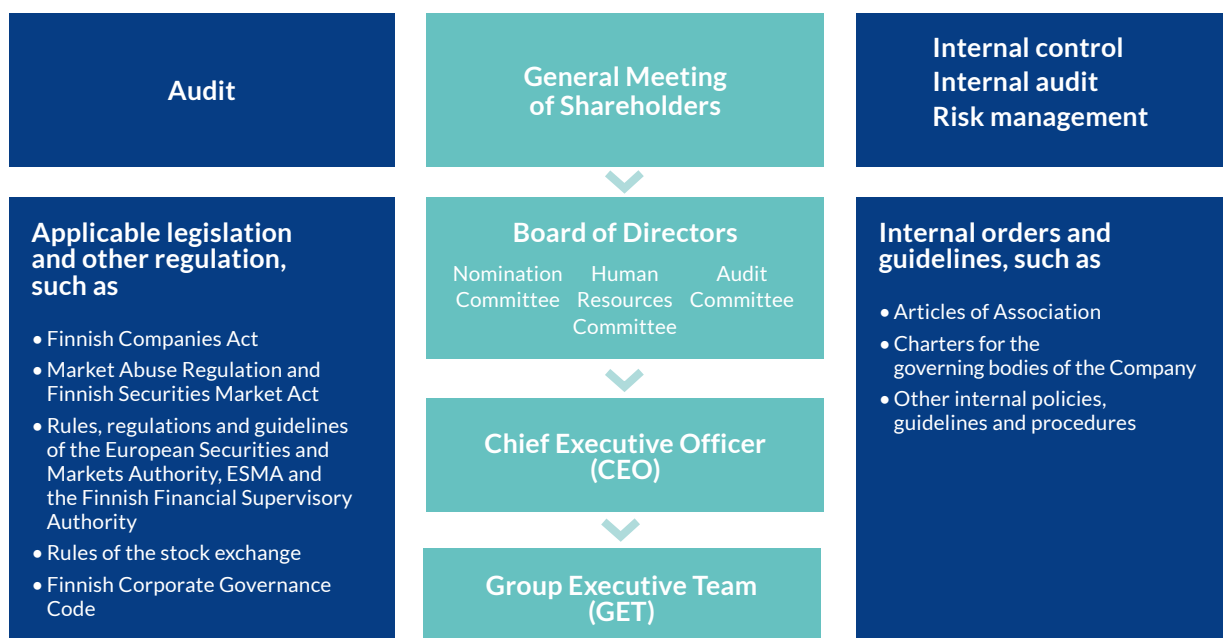 Audit
General Meeting
of Shareholders
Internal control
Internal audit
Risk management
Applicable legislation
and other regulation,
such as
• Finnish Companies Act
• Market Abuse Regulation and
Finnish Securities Market Act
• Rules, regulations and guidelines
of the European Securities and
Markets Authority, ESMA and
the Finnish Financial Supervisory
Authority
• Rules of the stock exchange
• Finnish Corporate Governance
Code
Board of Directors
Nomination
Committee
Human
Resources
Committee
Audit
Committee
Chief Executive Officer
(CEO)
Group Executive Team
(GET)
Internal orders and
guidelines, such as
• Articles of Association
• Charters for the
governing bodies of the Company
• Other internal policies,
guidelines and procedures